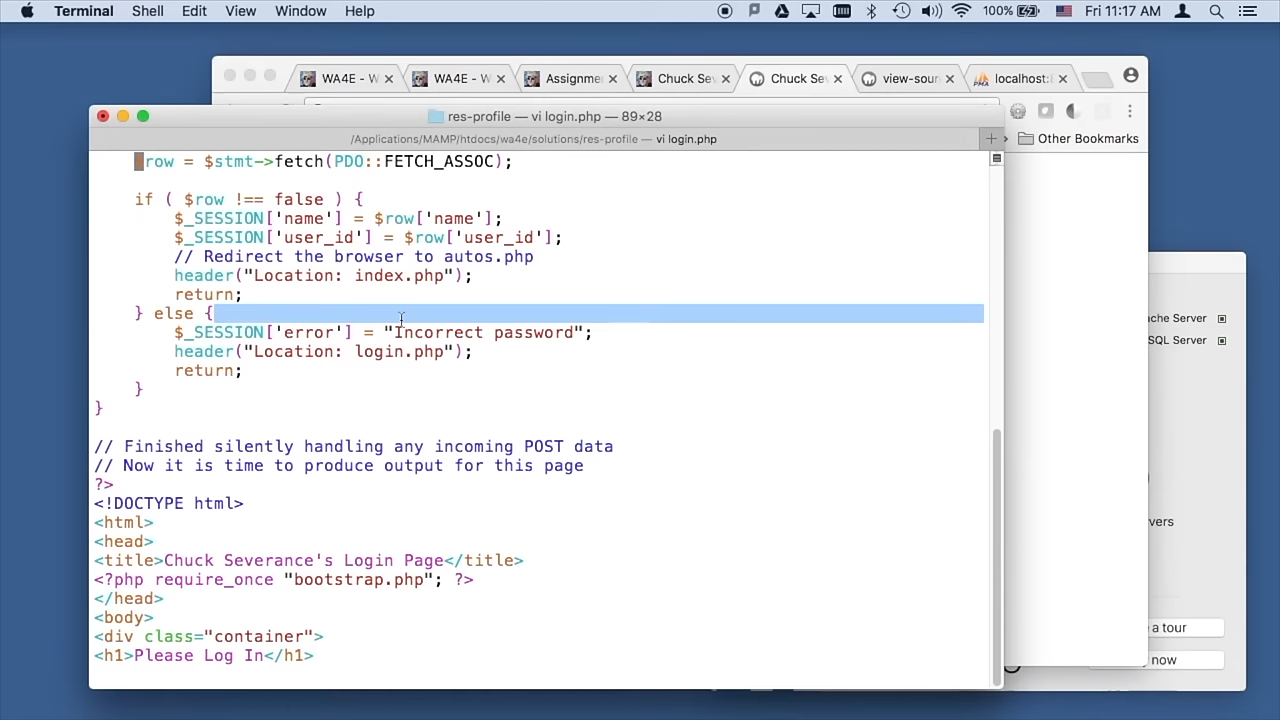 Terminal Shell Edit View Window Help 100% Fri 11:17 AM
WA4E - W WA4E - W Assignme Chuck Sev Chuck Sev view-sour localhost:8
res-profile — vi login.php — 89×28
/Applications/MAMP/htdocs/wa4e/solutions/res-profile — vi login.php
Other Bookmarks
row = $stmt->fetch(PDO::FETCH_ASSOC);
if ( $row !== false ) {
$_SESSION['name'] = $row['name'];
$_SESSION['user_id'] = $row['user_id'];
// Redirect the browser to autos.php
header("Location: index.php");
return;
} else {
$_SESSION['error'] = "Incorrect password";
header("Location: login.php");
return;
}
}
// Finished silently handling any incoming POST data
// Now it is time to produce output for this page
?>
<!DOCTYPE html>
<html>
<head>
<title>Chuck Severance's Login Page</title>
<?php require_once "bootstrap.php"; ?>
</head>
<body>
<div class="container">
<h1>Please Log In</h1>
che Server
SQL Server
vers
a tour
now